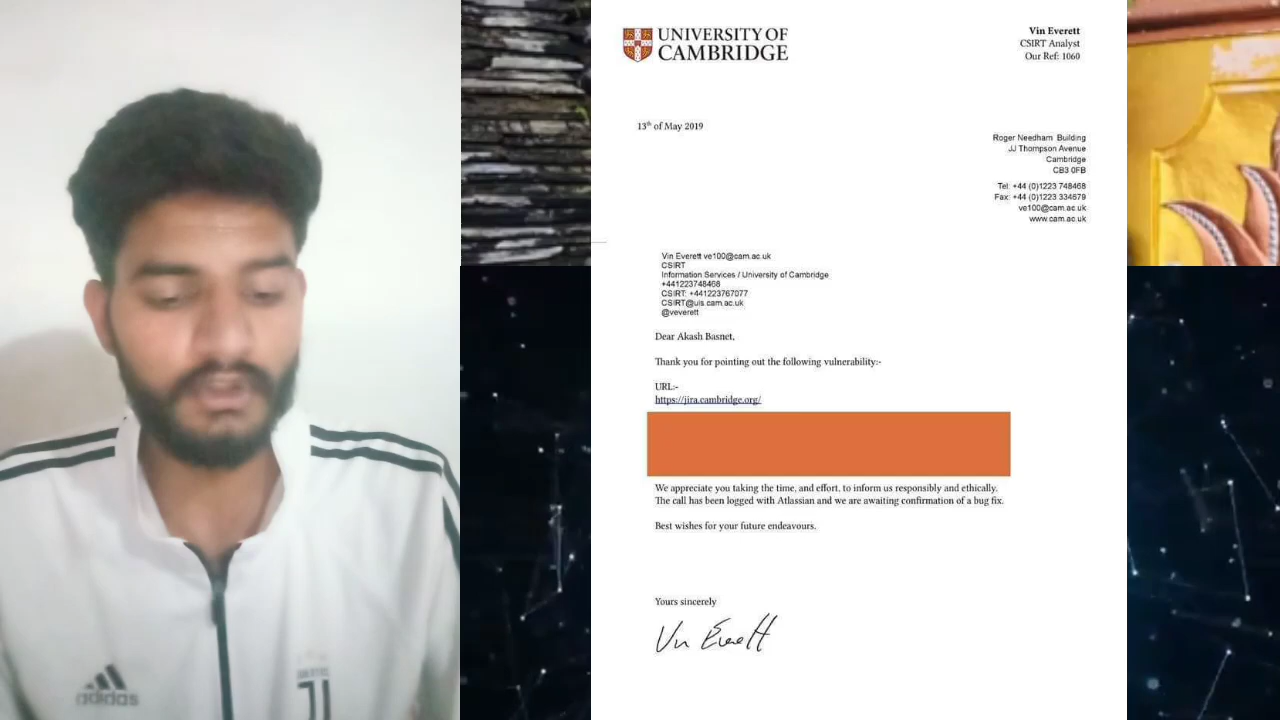 UNIVERSITY OF
CAMBRIDGE
Vin Everett
CSIRT Analyst
Our Ref: 1060
13th of May 2019
Roger Needham Building
JJ Thompson Avenue
Cambridge
CB3 0FB
Tel: +44 (0)1223 748468
Fax: +44 (0)1223 334679
ve100@cam.ac.uk
www.cam.ac.uk
Vin Everett ve100@cam.ac.uk
CSIRT
Information Services / University of Cambridge
+441223748468
CSIRT: +441223767077
CSIRT@uis.cam.ac.uk
@veverett
Dear Akash Basnet,
Thank you for pointing out the following vulnerability:-
URL:-
https://jira.cambridge.org/
We appreciate you taking the time, and effort, to inform us responsibly and ethically.
The call has been logged with Atlassian and we are awaiting confirmation of a bug fix.
Best wishes for your future endeavours.
Yours sincerely
Vin Everett
adidas